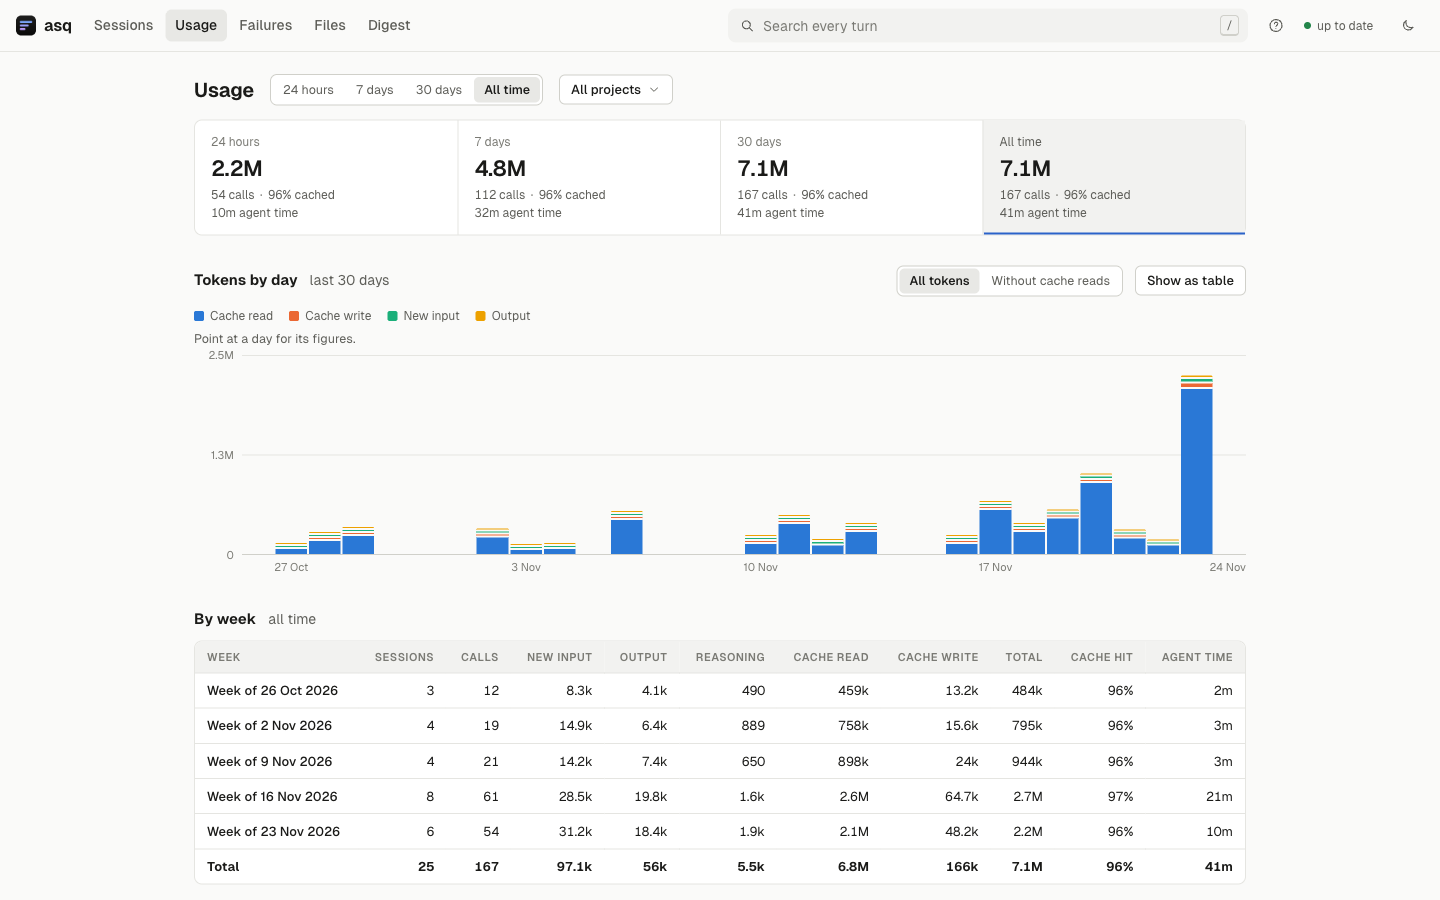 asq Sessions Usage Failures Files Digest Search every turn / up to date
Usage 24 hours 7 days 30 days All time All projects
24 hours 7 days 30 days All time
2.2M 4.8M 7.1M 7.1M
54 calls · 96% cached 112 calls · 96% cached 167 calls · 96% cached 167 calls · 96% cached
10m agent time 32m agent time 41m agent time 41m agent time
Tokens by day last 30 days All tokens Without cache reads Show as table
Cache read Cache write New input Output
Point at a day for its figures.
2.5M
1.3M
0
27 Oct 3 Nov 10 Nov 17 Nov 24 Nov
By week all time
WEEK SESSIONS CALLS NEW INPUT OUTPUT REASONING CACHE READ CACHE WRITE TOTAL CACHE HIT AGENT TIME
Week of 26 Oct 2026 3 12 8.3k 4.1k 490 459k 13.2k 484k 96% 2m
Week of 2 Nov 2026 4 19 14.9k 6.4k 889 758k 15.6k 795k 96% 3m
Week of 9 Nov 2026 4 21 14.2k 7.4k 650 898k 24k 944k 96% 3m
Week of 16 Nov 2026 8 61 28.5k 19.8k 1.6k 2.6M 64.7k 2.7M 97% 21m
Week of 23 Nov 2026 6 54 31.2k 18.4k 1.9k 2.1M 48.2k 2.2M 96% 10m
Total 25 167 97.1k 56k 5.5k 6.8M 166k 7.1M 96% 41m